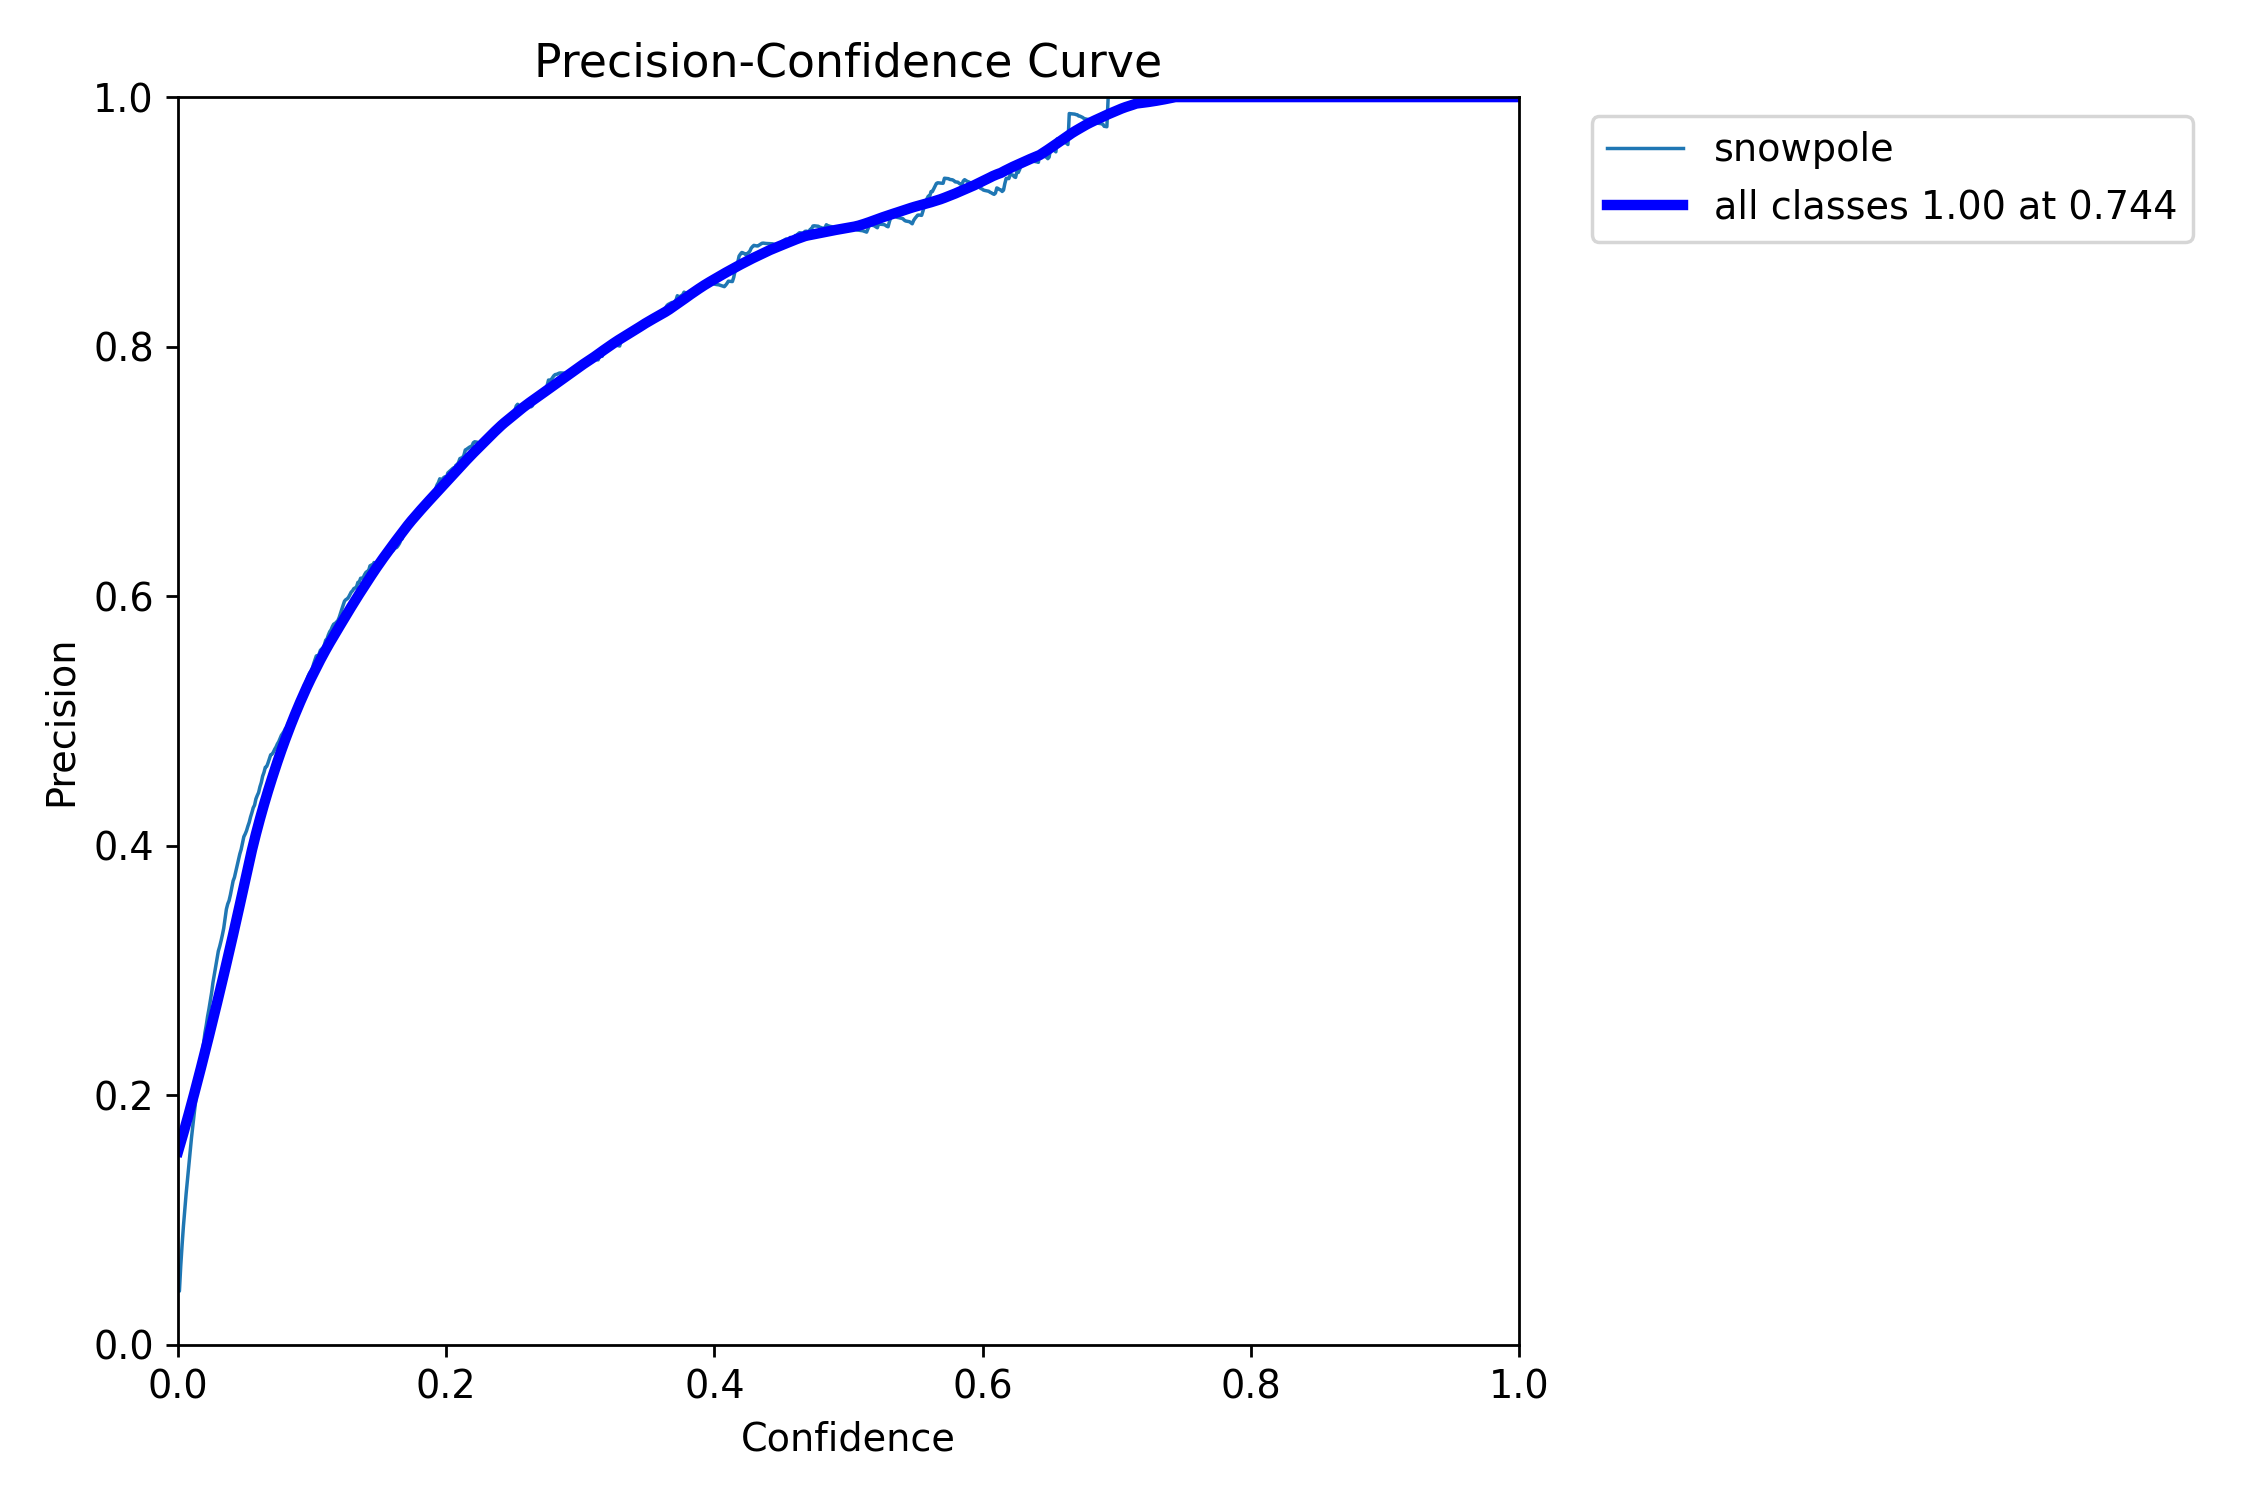 Precision-Confidence Curve
1.0
0.8
0.6
0.4
0.2
0.0
Precision
0.0 0.2 0.4 0.6 0.8 1.0
Confidence
snowpole
all classes 1.00 at 0.744